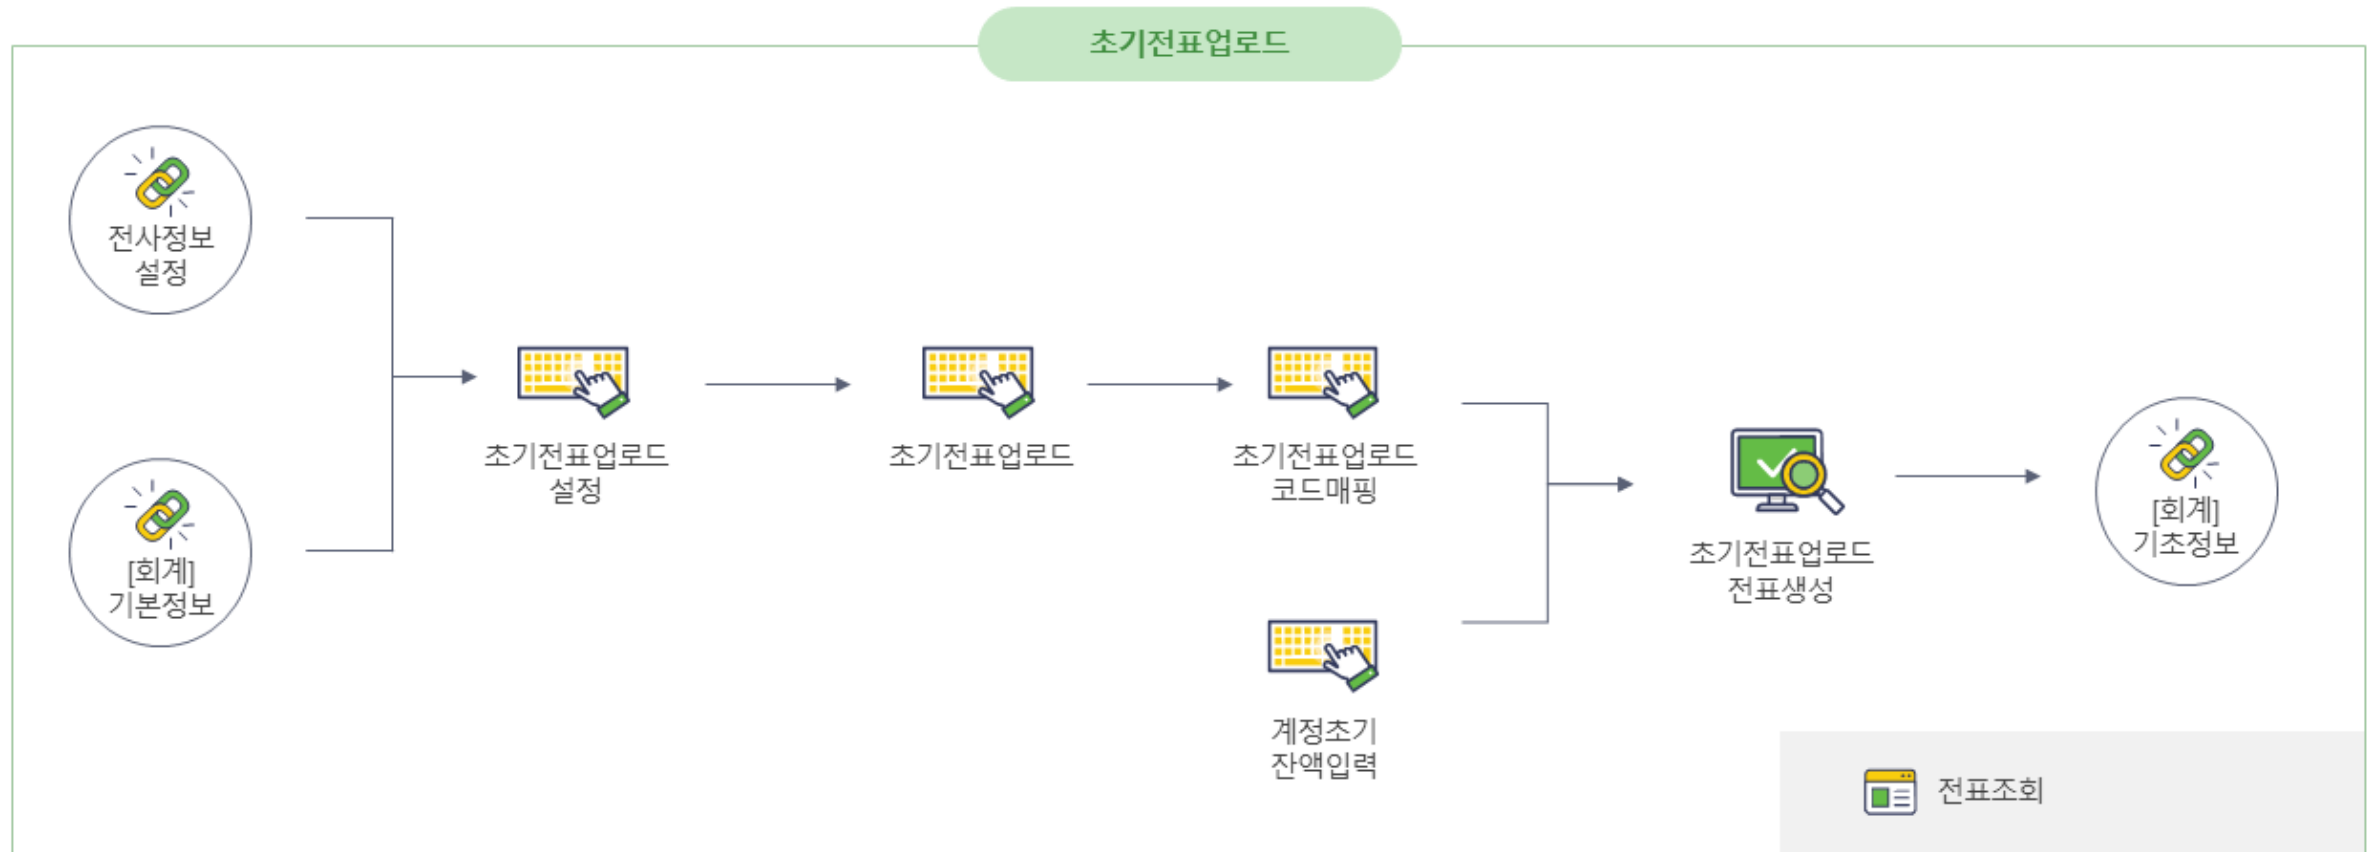 초기전표업로드
전사정보
설정
[회계]
기본정보
초기전표업로드
설정
초기전표업로드
초기전표업로드
코드매핑
계정초기
잔액입력
초기전표업로드
전표생성
[회계]
기초정보
전표조회